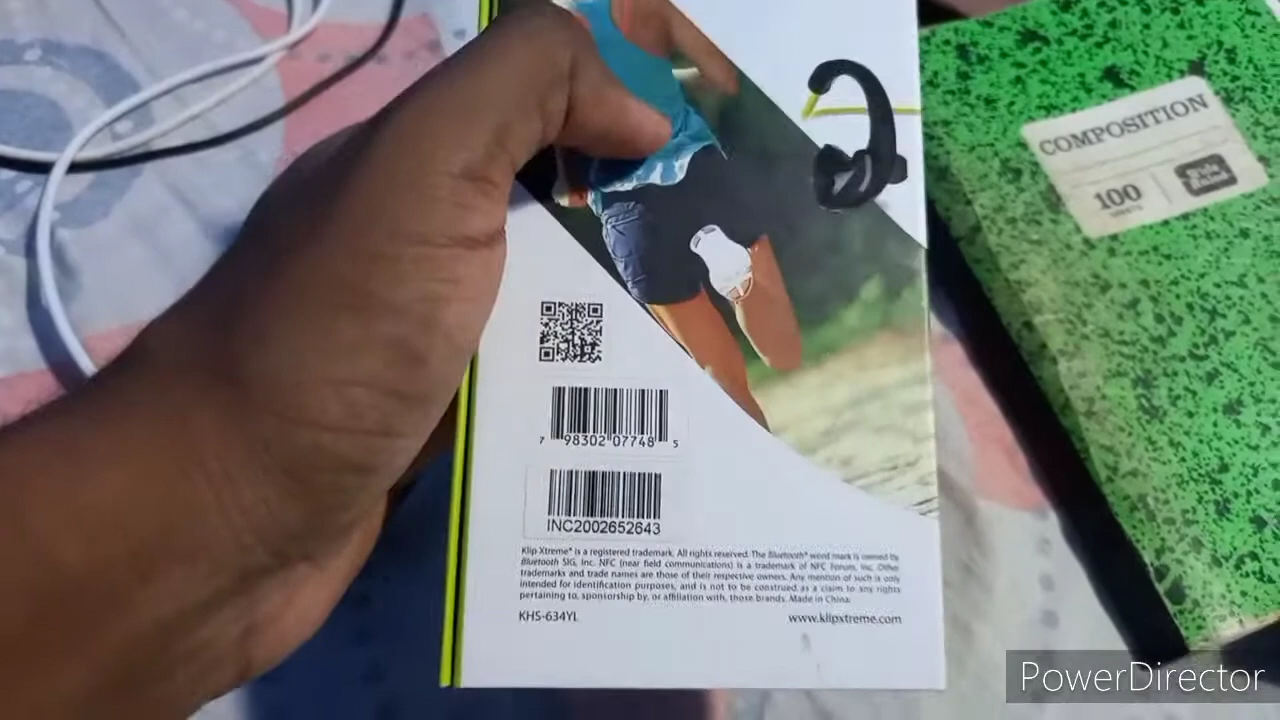 COMPOSITION
100
SHEETS
7 98302 07748 5
INC2002652643
Klip Xtreme® is a registered trademark. All rights reserved. The Bluetooth® word mark is owned by
Bluetooth SIG, Inc. NFC (near field communications) is a trademark of NFC Forum, Inc. Other
trademarks and trade names are those of their respective owners. Any mention of such is only
intended for identification purposes, and is not to be construed as a claim to any rights
pertaining to, sponsorship by, or affiliation with, those brands. Made in China.
KHS-634YL
www.klipxtreme.com
PowerDirector